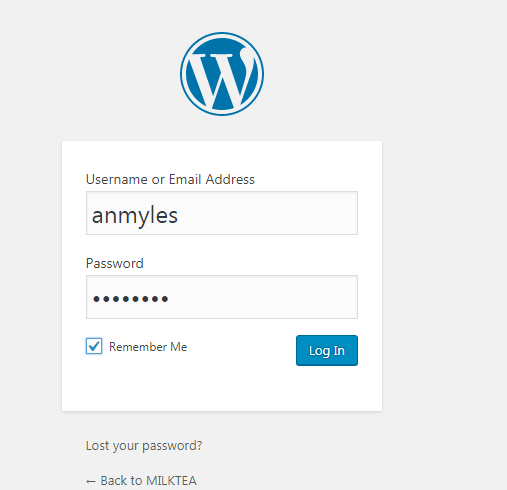 Username or Email Address
anmyles
Password
••••••••
Remember Me
Log In
Lost your password?
← Back to MILKTEA